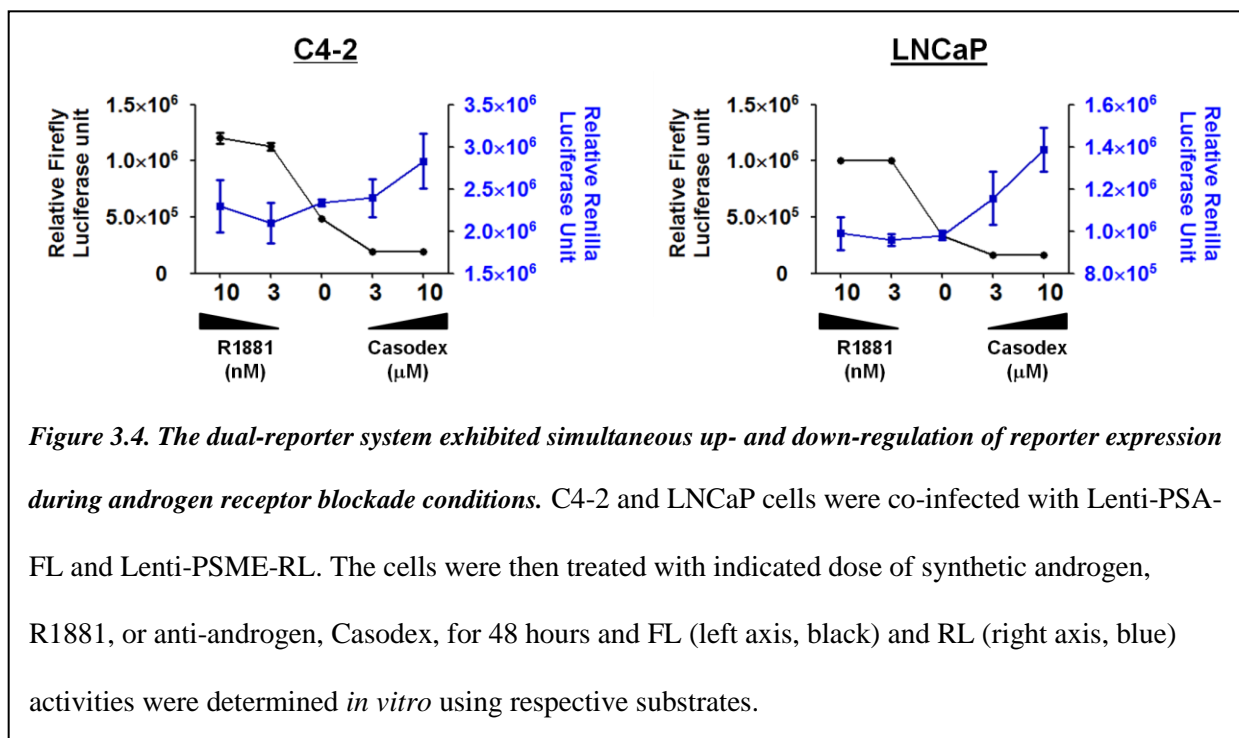 C4-2
Relative Firefly
Luciferase unit
1.5×10⁶
1.0×10⁶
5.0×10⁵
0
3.5×10⁶
3.0×10⁶
2.5×10⁶
2.0×10⁶
1.5×10⁶
Relative Renilla
Luciferase Unit
10 3 0 3 10
R1881
(nM)
Casodex
(μM)
LNCaP
Relative Firefly
Luciferase unit
1.5×10⁶
1.0×10⁶
5.0×10⁵
0
1.6×10⁶
1.4×10⁶
1.2×10⁶
1.0×10⁶
8.0×10⁵
Relative Renilla
Luciferase Unit
10 3 0 3 10
R1881
(nM)
Casodex
(μM)
Figure 3.4. The dual-reporter system exhibited simultaneous up- and down-regulation of reporter expression
during androgen receptor blockade conditions. C4-2 and LNCaP cells were co-infected with Lenti-PSA-
FL and Lenti-PSME-RL. The cells were then treated with indicated dose of synthetic androgen,
R1881, or anti-androgen, Casodex, for 48 hours and FL (left axis, black) and RL (right axis, blue)
activities were determined in vitro using respective substrates.